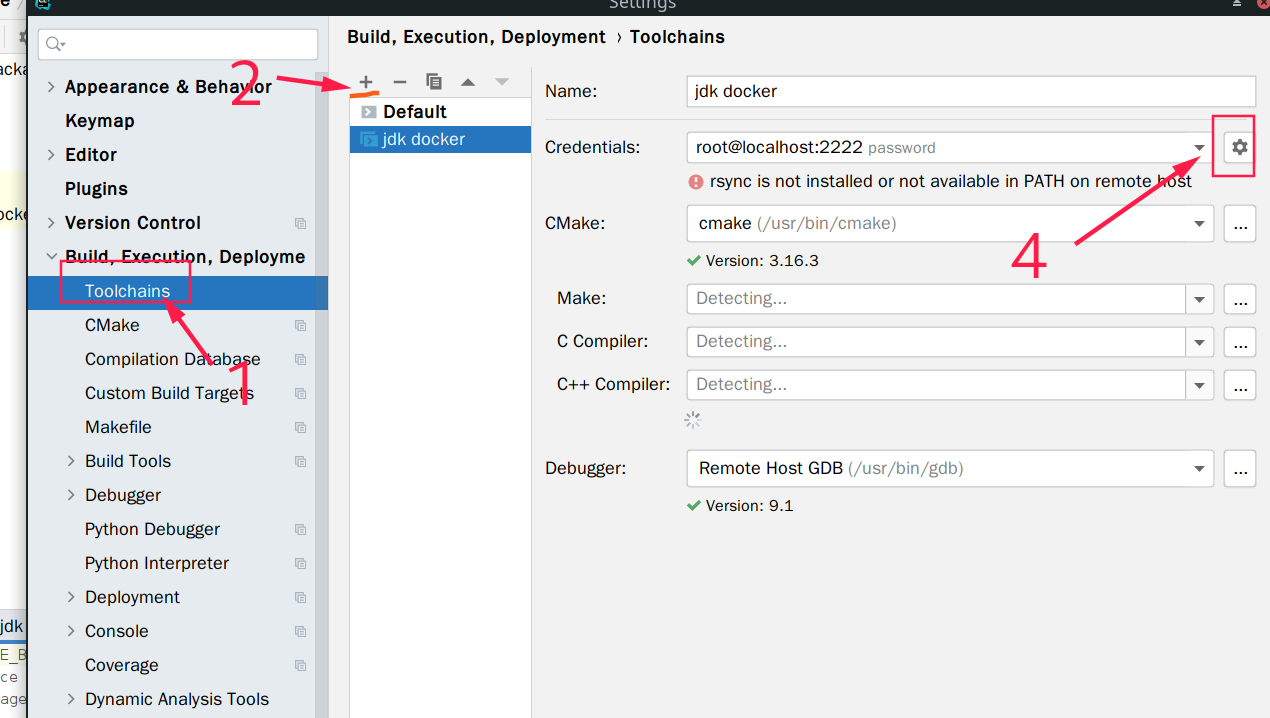 Settings
Build, Execution, Deployment › Toolchains
Appearance & Behavior
Keymap
Editor
Plugins
Version Control
Build, Execution, Deployme
Toolchains
CMake
Compilation Database
Custom Build Targets
Makefile
Build Tools
Debugger
Python Debugger
Python Interpreter
Deployment
Console
Coverage
Dynamic Analysis Tools
2
1
Default
jdk docker
Name: jdk docker
Credentials: root@localhost:2222 password
rsync is not installed or not available in PATH on remote host
4
CMake: cmake (/usr/bin/cmake) ...
Version: 3.16.3
Make: Detecting... ...
C Compiler: Detecting... ...
C++ Compiler: Detecting... ...
Debugger: Remote Host GDB (/usr/bin/gdb) ...
Version: 9.1
jdk
E_B
ce
age